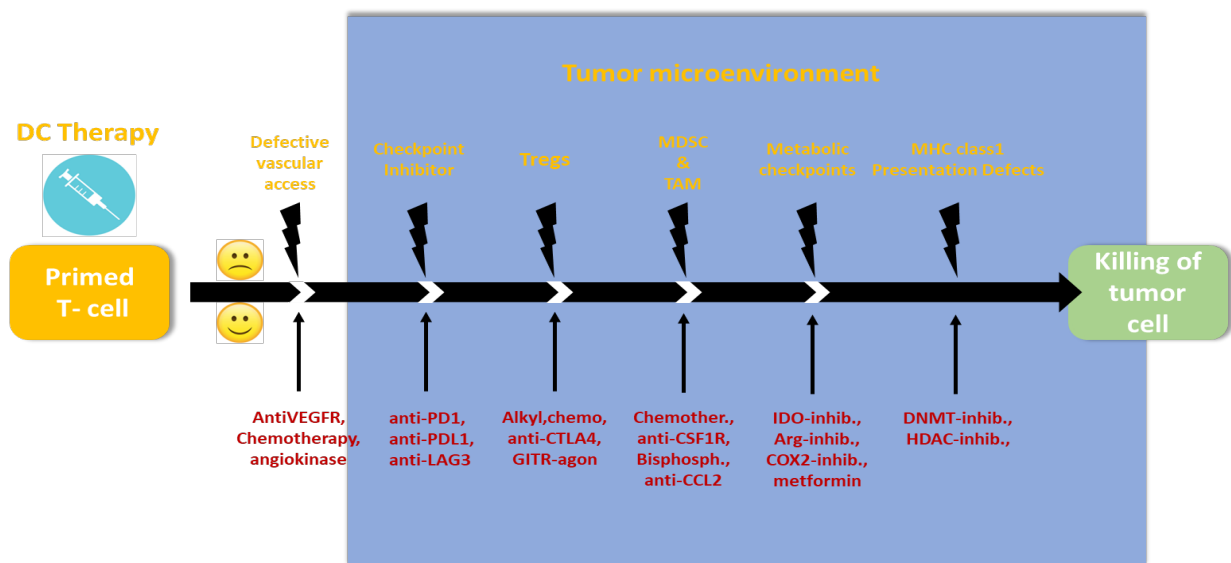 Tumor microenvironment
DC Therapy
Defective
vascular
access
Checkpoint
Inhibitor
Tregs
MDSC
&
TAM
Metabolic
checkpoints
MHC class1
Presentation Defects
Primed
T- cell
Killing of
tumor
cell
AntiVEGFR,
Chemotherapy,
angiokinase
anti-PD1,
anti-PDL1,
anti-LAG3
Alkyl,chemo,
anti-CTLA4,
GITR-agon
Chemother.,
anti-CSF1R,
Bisphosph.,
anti-CCL2
IDO-inhib.,
Arg-inhib.,
COX2-inhib.,
metformin
DNMT-inhib.,
HDAC-inhib.,